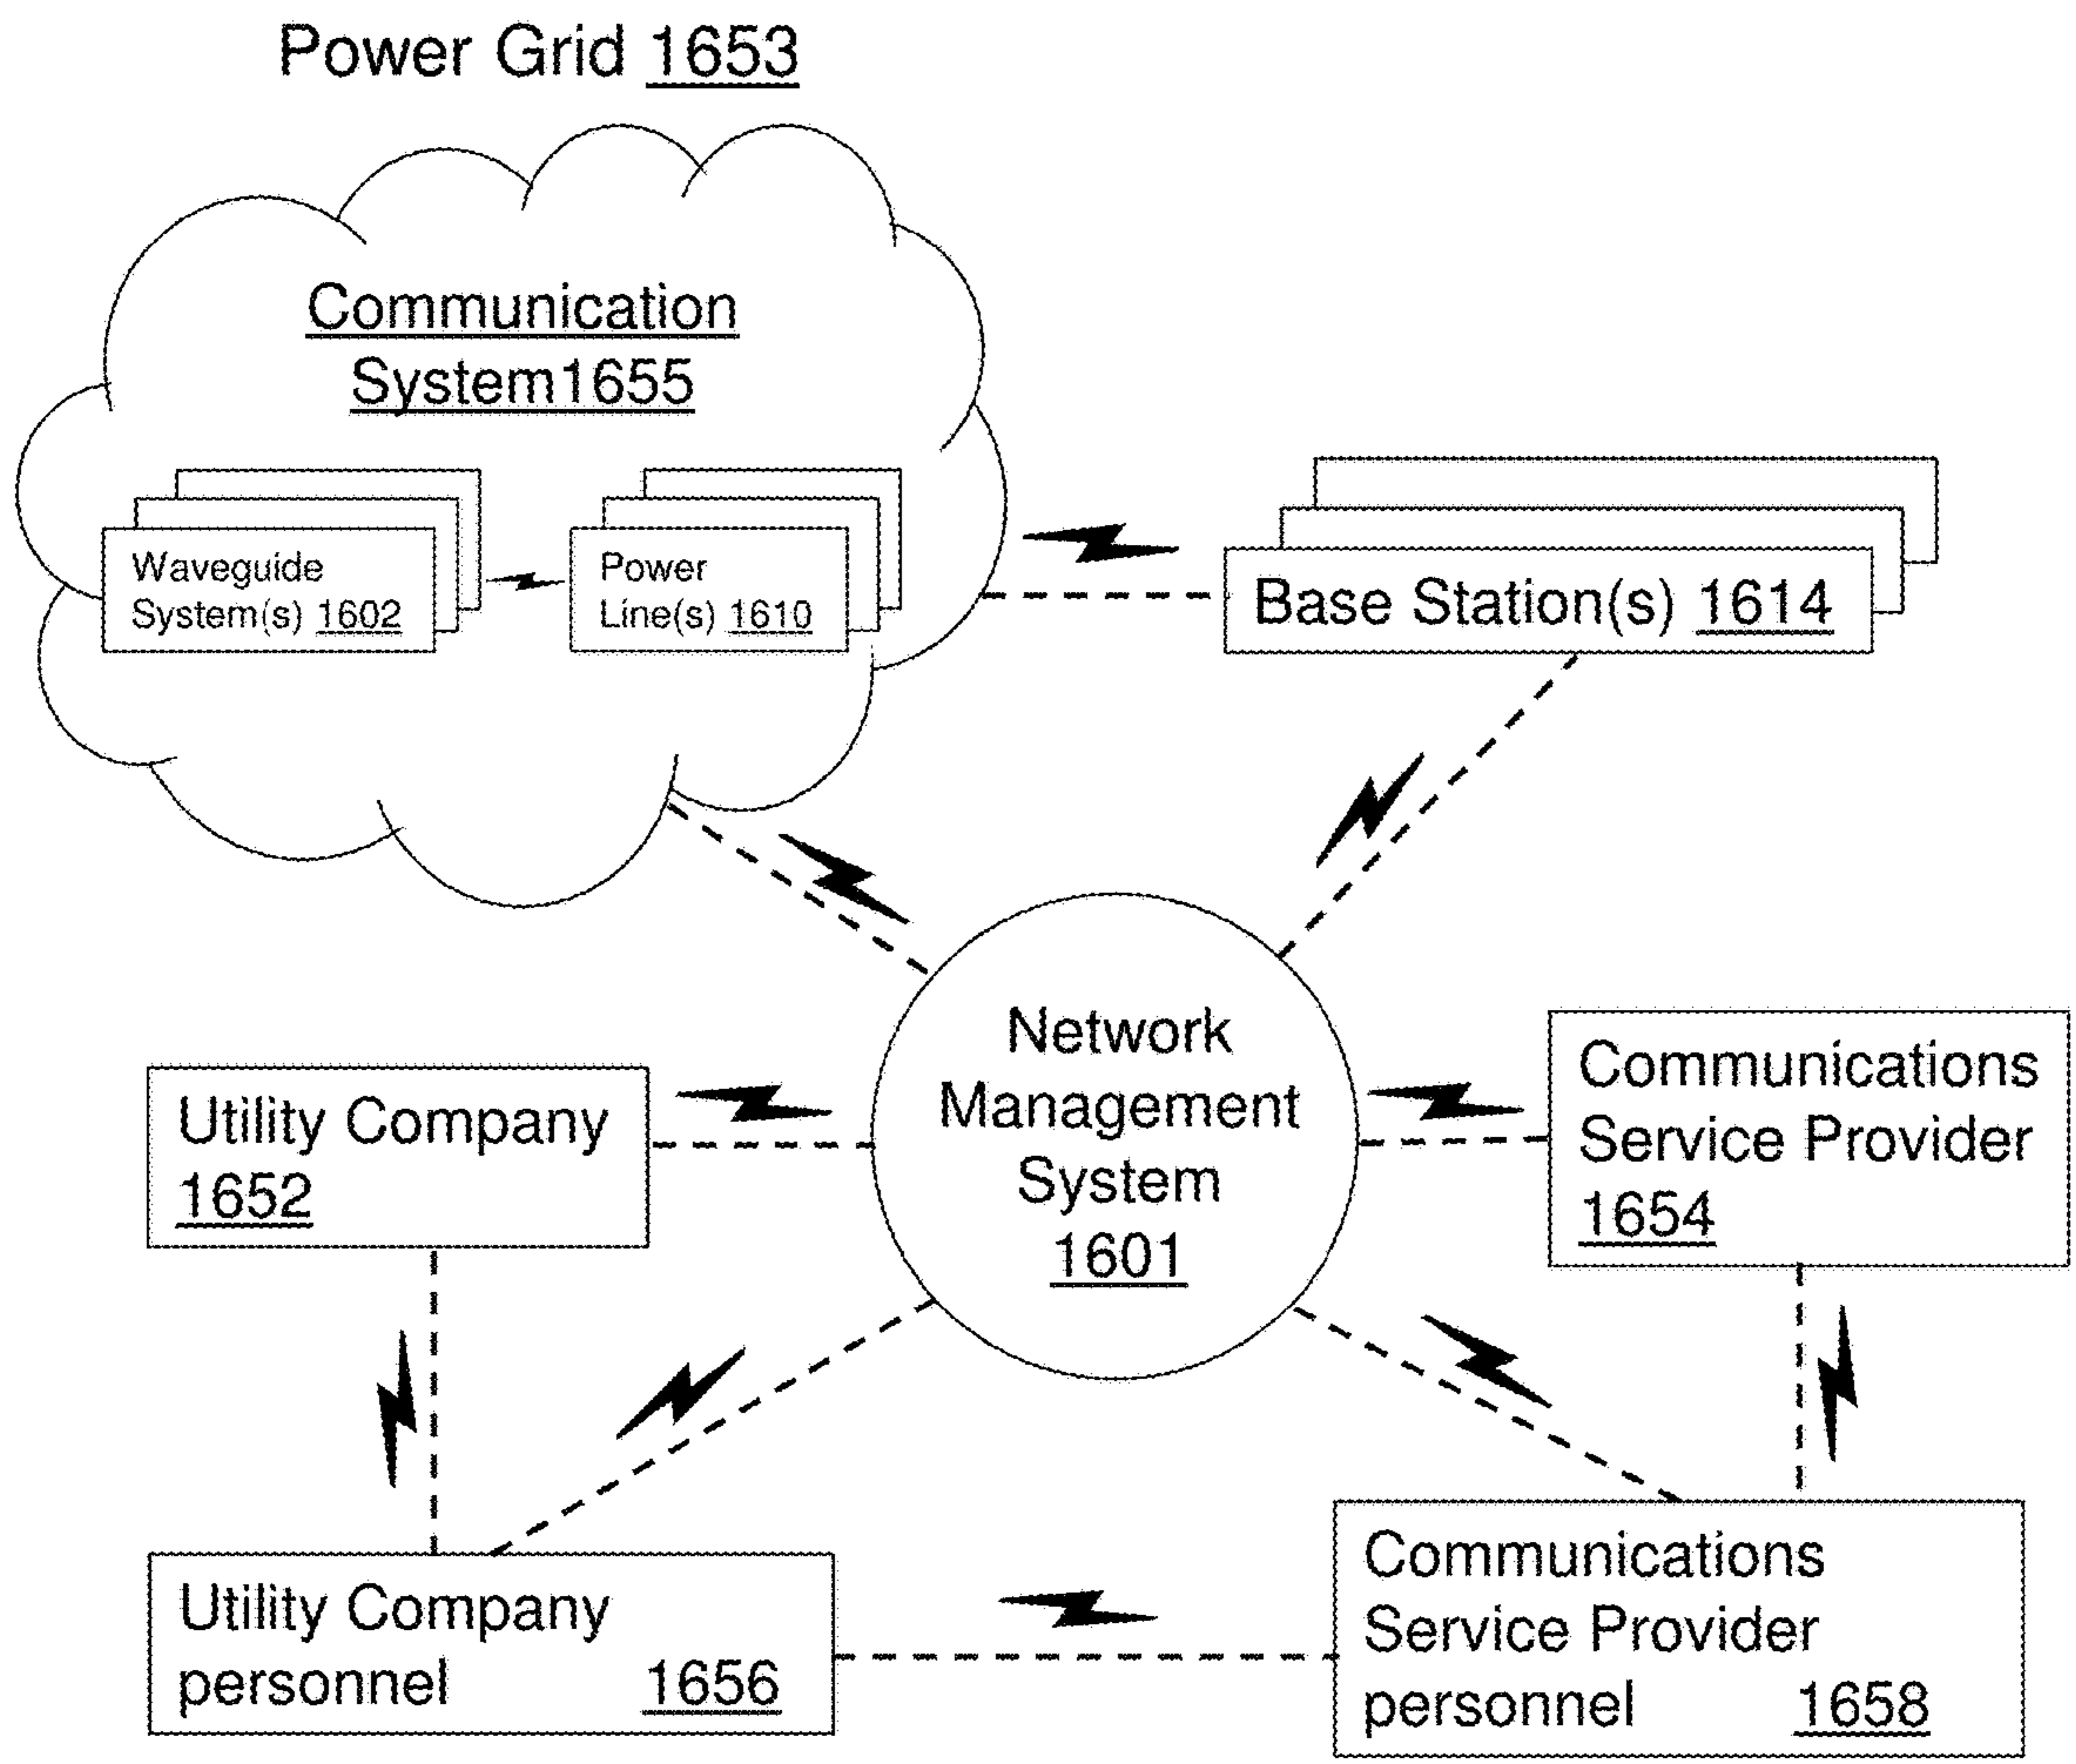 Power Grid 1653
Communication
System1655
Waveguide
System(s) 1602
Power
Line(s) 1610
Base Station(s) 1614
Network
Management
System
1601
Utility Company
1652
Communications
Service Provider
1654
Utility Company
personnel 1656
Communications
Service Provider
personnel 1658